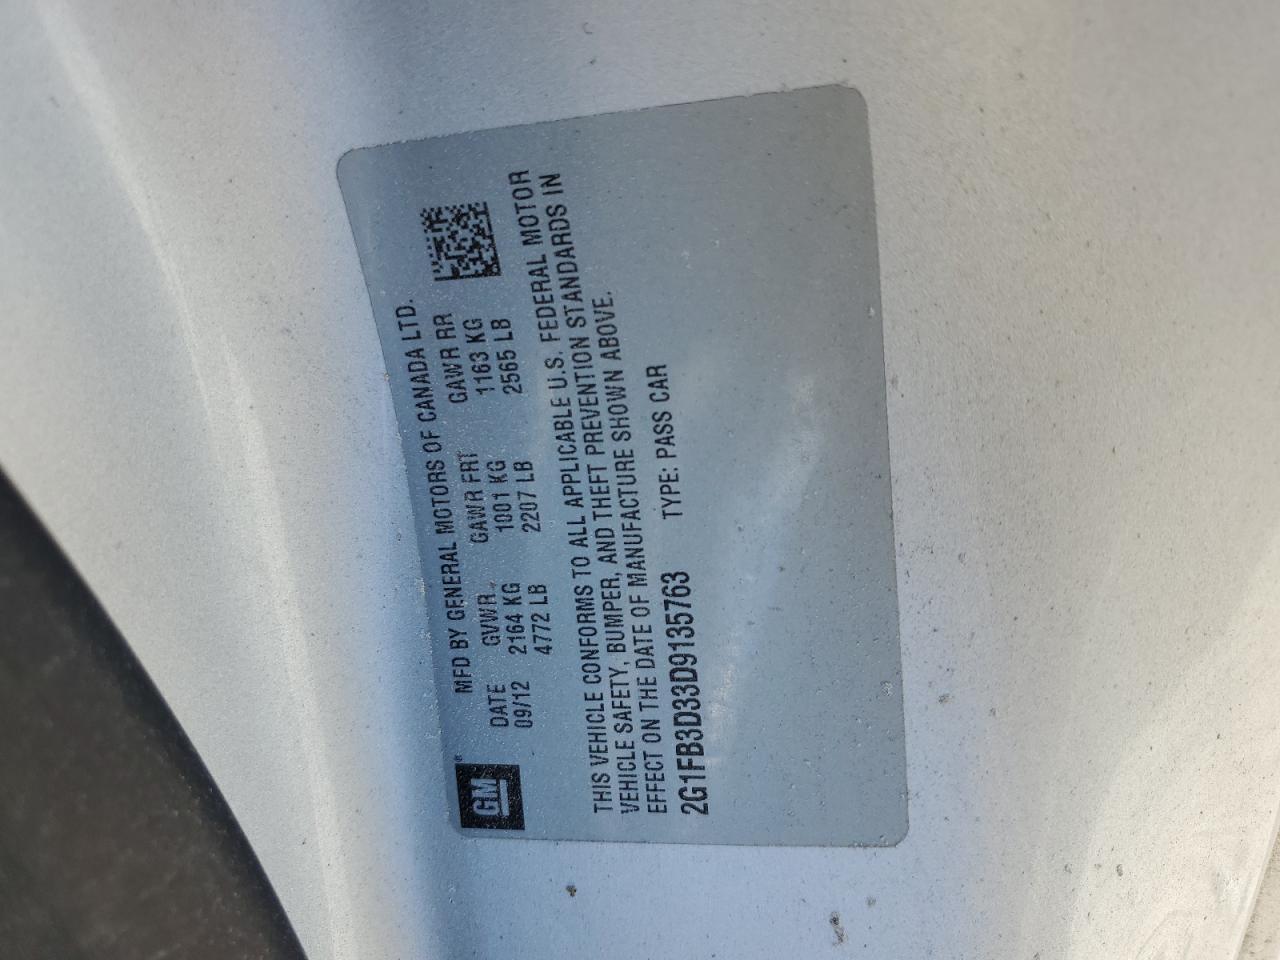 GM®
MFD BY GENERAL MOTORS OF CANADA LTD.
DATE GVWR GAWR FRT GAWR RR
09/12 2164 KG 1001 KG 1163 KG
4772 LB 2207 LB 2565 LB
THIS VEHICLE CONFORMS TO ALL APPLICABLE U.S. FEDERAL MOTOR
VEHICLE SAFETY, BUMPER, AND THEFT PREVENTION STANDARDS IN
EFFECT ON THE DATE OF MANUFACTURE SHOWN ABOVE.
2G1FB3D33D9135763 TYPE: PASS CAR